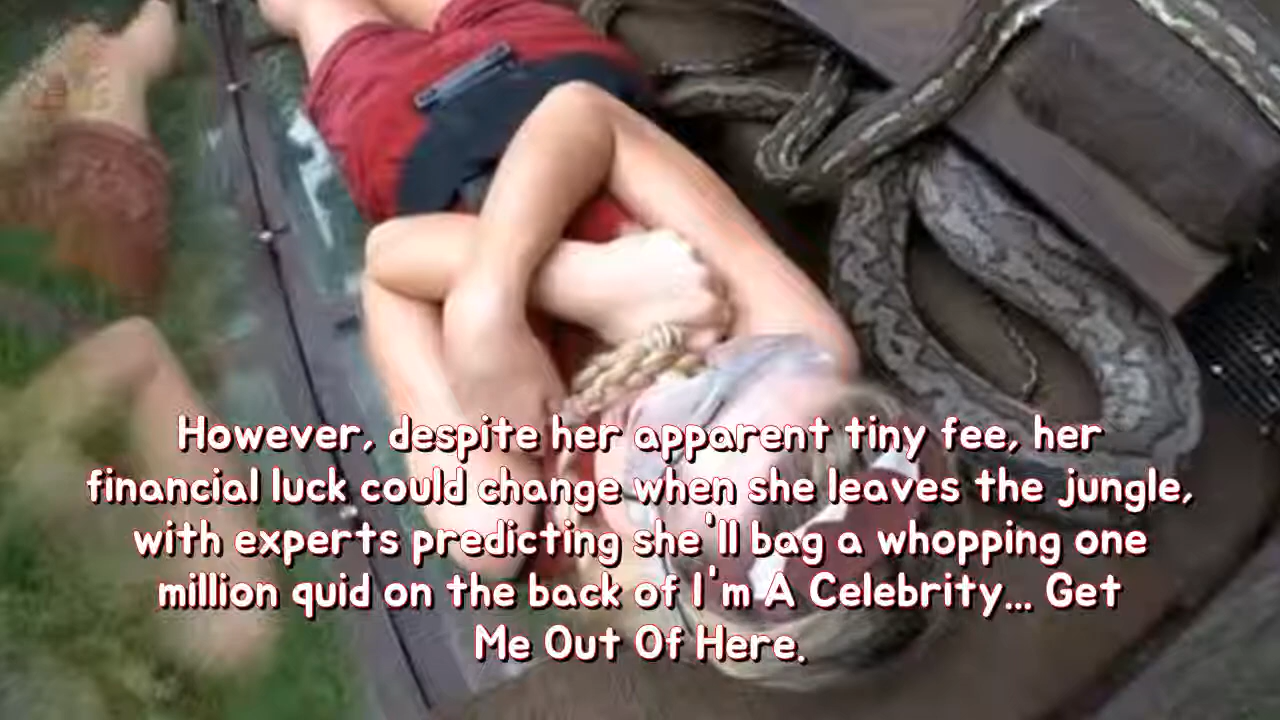 However, despite her apparent tiny fee, her
financial luck could change when she leaves the jungle,
with experts predicting she'll bag a whopping one
million quid on the back of I'm A Celebrity... Get
Me Out Of Here.